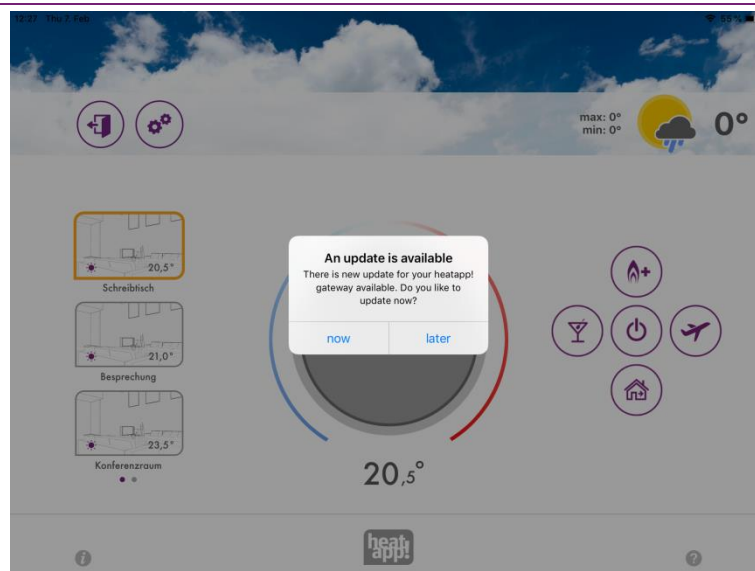 12:27 Thu 7. Feb
55 %
max: 0°
min: 0°
0°
20,5°
Schreibtisch
21,0°
Besprechung
23,5°
Konferenzraum
An update is available
There is new update for your heatapp!
gateway available. Do you like to
update now?
now
later
20,5°
i
heat
app!
?